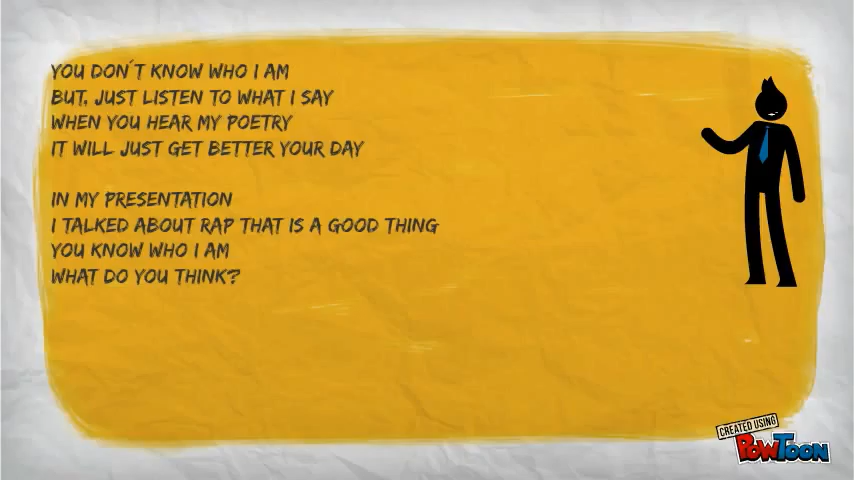 YOU DON´T KNOW WHO I AM
BUT, JUST LISTEN TO WHAT I SAY
WHEN YOU HEAR MY POETRY
IT WILL JUST GET BETTER YOUR DAY
IN MY PRESENTATION
I TALKED ABOUT RAP THAT IS A GOOD THING
YOU KNOW WHO I AM
WHAT DO YOU THINK?
CREATED USING
POWTOON